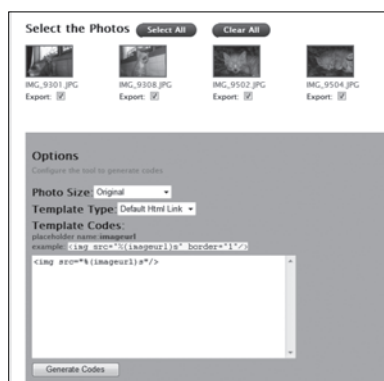 Select the Photos Select All Clear All
IMG_9301.JPG IMG_9308.JPG IMG_9502.JPG IMG_9504.JPG
Export: Export: Export: Export:
Options
Configure the tool to generate codes
Photo Size: Original
Template Type: Default Html Link
Template Codes:
placeholder name:imageurl
example: <img src="%(imageurl)s" border="1"/>
<img src="%(imageurl)s"/>
Generate Codes